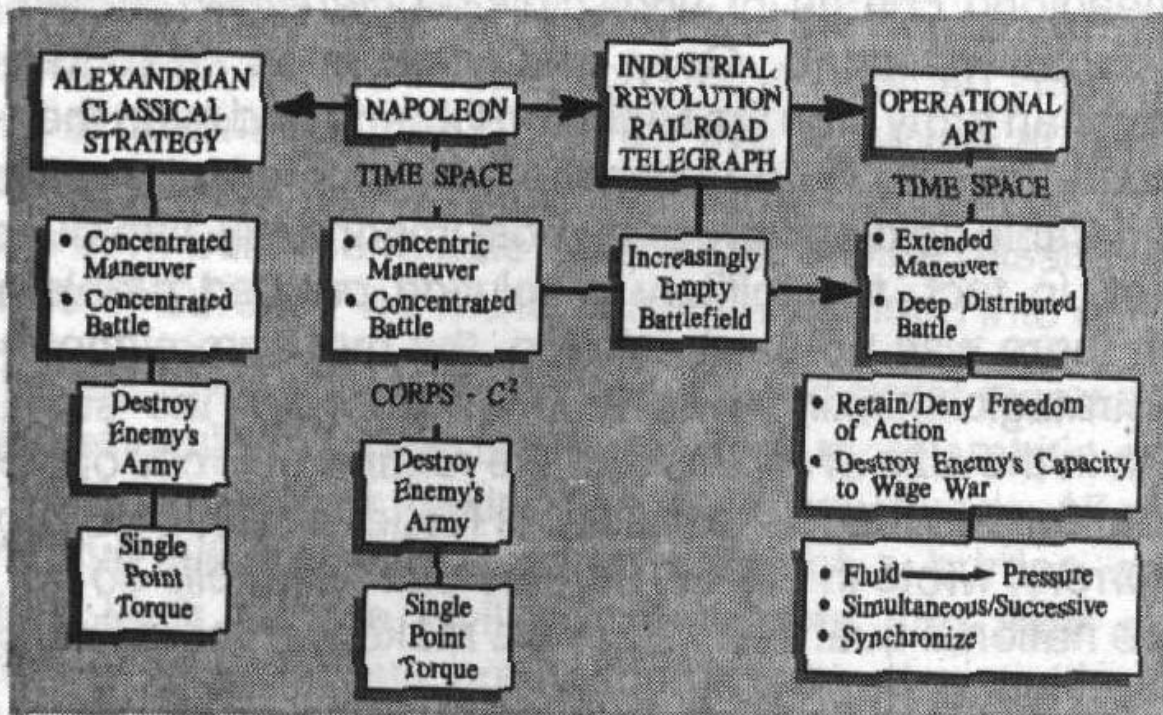 ALEXANDRIAN
CLASSICAL
STRATEGY
NAPOLEON
INDUSTRIAL
REVOLUTION
RAILROAD
TELEGRAPH
OPERATIONAL
ART
TIME SPACE
TIME SPACE
• Concentrated
Maneuver
• Concentrated
Battle
• Concentric
Maneuver
• Concentrated
Battle
Increasingly
Empty
Battlefield
• Extended
Maneuver
• Deep Distributed
Battle
CORPS - C²
Destroy
Enemy's
Army
Destroy
Enemy's
Army
• Retain/Deny Freedom
of Action
• Destroy Enemy's Capacity
to Wage War
Single
Point
Torque
Single
Point
Torque
• Fluid → Pressure
• Simultaneous/Successive
• Synchronize